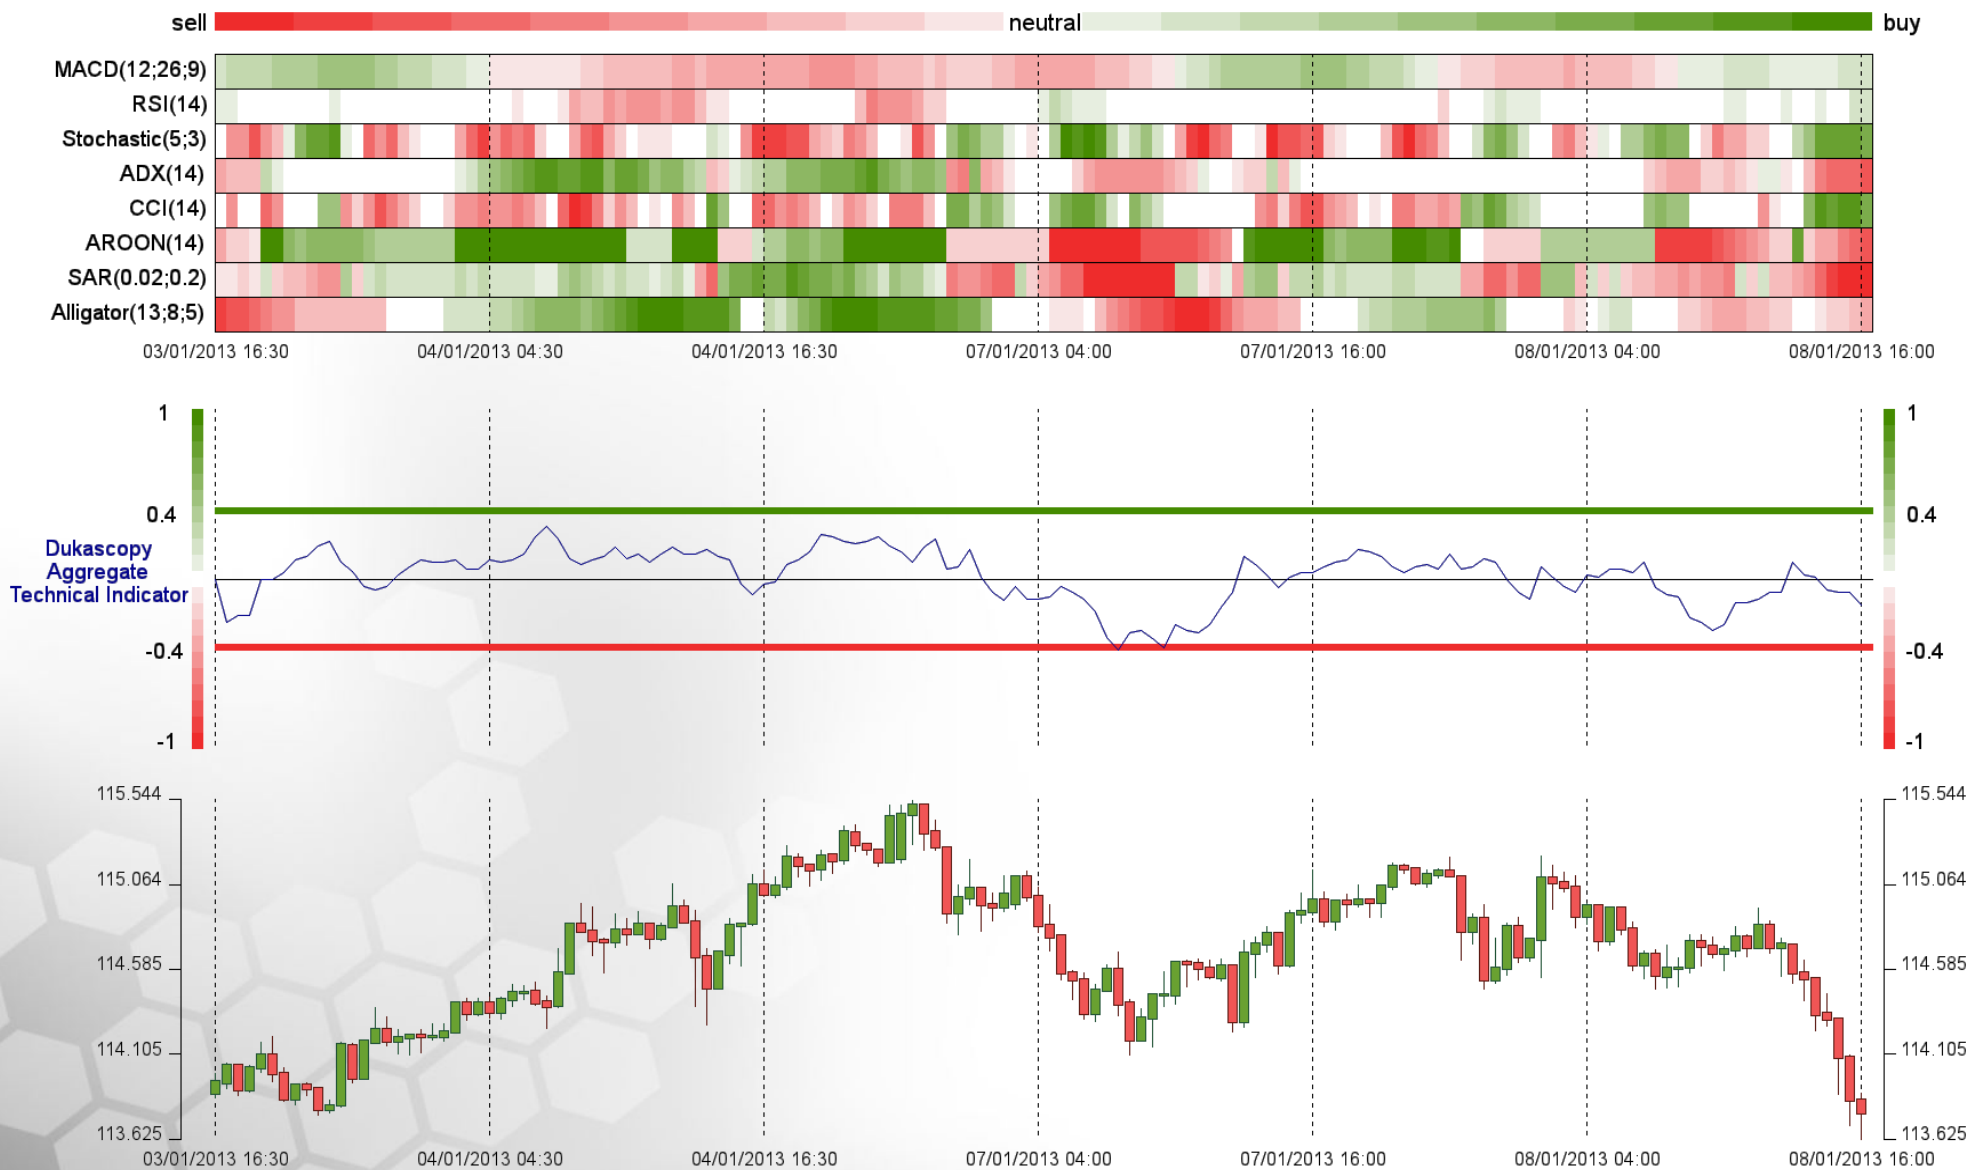 sell neutral buy
MACD(12;26;9)
RSI(14)
Stochastic(5;3)
ADX(14)
CCI(14)
AROON(14)
SAR(0.02;0.2)
Alligator(13;8;5)
03/01/2013 16:30 04/01/2013 04:30 04/01/2013 16:30 07/01/2013 04:00 07/01/2013 16:00 08/01/2013 04:00 08/01/2013 16:00
1 1
0.4 0.4
Dukascopy
Aggregate
Technical Indicator
-0.4 -0.4
-1 -1
115.544 115.544
115.064 115.064
114.585 114.585
114.105 114.105
113.625 113.625
03/01/2013 16:30 04/01/2013 04:30 04/01/2013 16:30 07/01/2013 04:00 07/01/2013 16:00 08/01/2013 04:00 08/01/2013 16:00